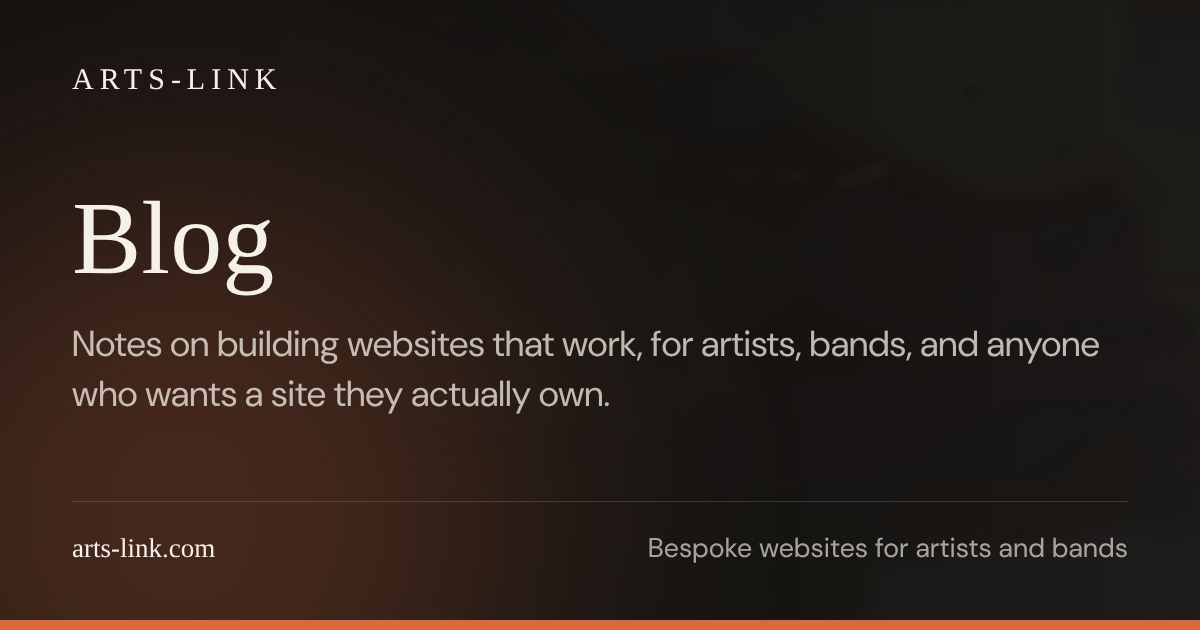 ARTS-LINK
Blog
Notes on building websites that work, for artists, bands, and anyone
who wants a site they actually own.
arts-link.com
Bespoke websites for artists and bands